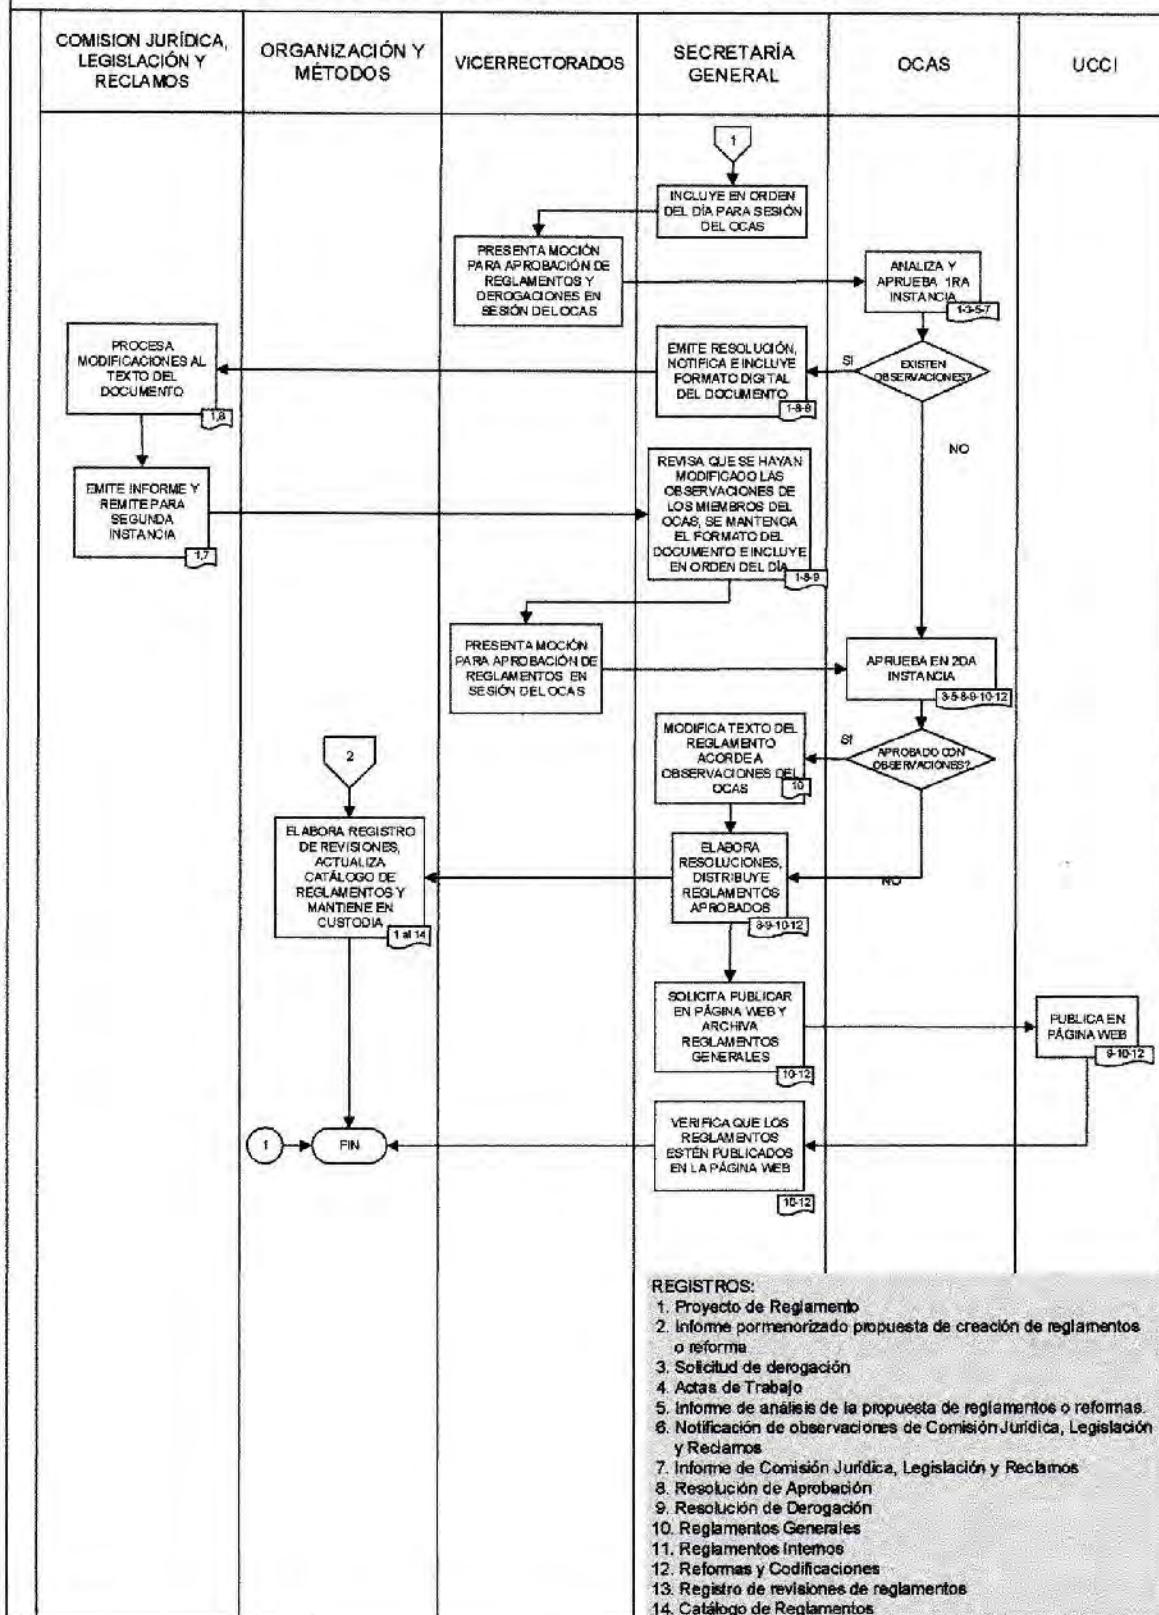 COMISION JURÍDICA,
LEGISLACIÓN Y
RECLAMOS
ORGANIZACIÓN Y
MÉTODOS
VICERRECTORADOS
SECRETARÍA
GENERAL
OCAS
UCCI
1
INCLUYE EN ORDEN
DEL DÍA PARA SESIÓN
DEL OCAS
PRESENTA MOCIÓN
PARA APROBACIÓN DE
REGLAMENTOS Y
DEROGACIONES EN
SESIÓN DEL OCAS
ANALIZA Y
APRUEBA 1RA
INSTANCIA
1-3-5-7
EXISTEN
OBSERVACIONES?
SI
NO
EMITE RESOLUCIÓN,
NOTIFICA E INCLUYE
FORMATO DIGITAL
DEL DOCUMENTO
PROCESA
MODIFICACIONES AL
TEXTO DEL
DOCUMENTO
1,8
EMITE INFORME Y
REMITE PARA
SEGUNDA
INSTANCIA
1,7
REVISA QUE SE HAYAN
MODIFICADO LAS
OBSERVACIONES DE
LOS MIEMBROS DEL
OCAS, SE MANTENGA
EL FORMATO DEL
DOCUMENTO E INCLUYE
EN ORDEN DEL DÍA
1-8-9
PRESENTA MOCIÓN
PARA APROBACIÓN DE
REGLAMENTOS EN
SESIÓN DEL OCAS
APRUEBA EN 2DA
INSTANCIA
3-5-8-9-10-12
APROBADO CON
OBSERVACIONES?
SI
NO
MODIFICA TEXTO DEL
REGLAMENTO
ACORDE A
OBSERVACIONES DEL
OCAS
10
2
ELABORA REGISTRO
DE REVISIONES,
ACTUALIZA
CATÁLOGO DE
REGLAMENTOS Y
MANTIENE EN
CUSTODIA
1 al 14
ELABORA
RESOLUCIONES,
DISTRIBUYE
REGLAMENTOS
APROBADOS
8-9-10-12
SOLICITA PUBLICAR
EN PÁGINA WEB Y
ARCHIVA
REGLAMENTOS
GENERALES
10-12
PUBLICA EN
PÁGINA WEB
9-10-12
VERIFICA QUE LOS
REGLAMENTOS
ESTÉN PUBLICADOS
EN LA PÁGINA WEB
10-12
1
FIN
REGISTROS:
1. Proyecto de Reglamento
2. Informe pormenorizado propuesta de creación de reglamentos
o reforma
3. Solicitud de derogación
4. Actas de Trabajo
5. Informe de análisis de la propuesta de reglamentos o reformas.
6. Notificación de observaciones de Comisión Jurídica, Legislación
y Reclamos
7. Informe de Comisión Jurídica, Legislación y Reclamos
8. Resolución de Aprobación
9. Resolución de Derogación
10. Reglamentos Generales
11. Reglamentos Internos
12. Reformas y Codificaciones
13. Registro de revisiones de reglamentos
14. Catálogo de Reglamentos